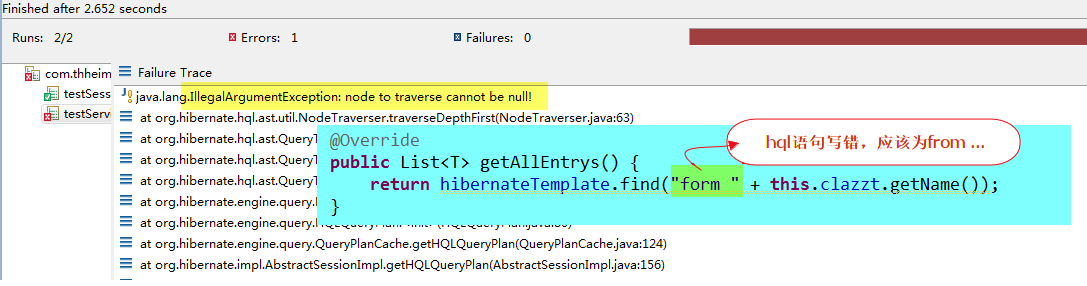 Finished after 2.652 seconds
Runs: 2/2 Errors: 1 Failures: 0
com.thheim
Failure Trace
testSess
java.lang.IllegalArgumentException: node to traverse cannot be null!
testServi
at org.hibernate.hql.ast.util.NodeTraverser.traverseDepthFirst(NodeTraverser.java:63)
at org.hibernate.hql.ast.QueryT
at org.hibernate.hql.ast.QueryT
at org.hibernate.hql.ast.QueryT
at org.hibernate.engine.query.
at org.hibernate.engine.query.
at org.hibernate.engine.query.QueryPlanCache.getHQLQueryPlan(QueryPlanCache.java:124)
at org.hibernate.impl.AbstractSessionImpl.getHQLQueryPlan(AbstractSessionImpl.java:156)
@Override
public List<T> getAllEntrys() {
return hibernateTemplate.find("form " + this.clazzt.getName());
}
hql语句写错，应该为from ...